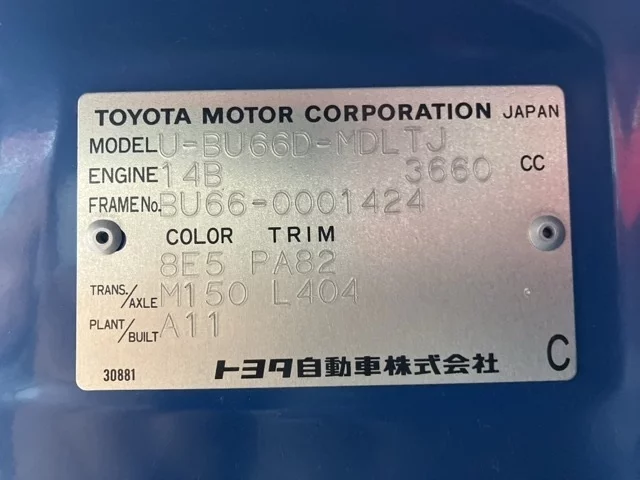 TOYOTA MOTOR CORPORATION JAPAN
MODEL U-BU66D-MDLTJ
ENGINE 14B 3660 CC
FRAME No. BU66-0001424
COLOR TRIM
8E5 PA82
TRANS./AXLE M150 L404
PLANT/BUILT A11
30881 トヨタ自動車株式会社 C